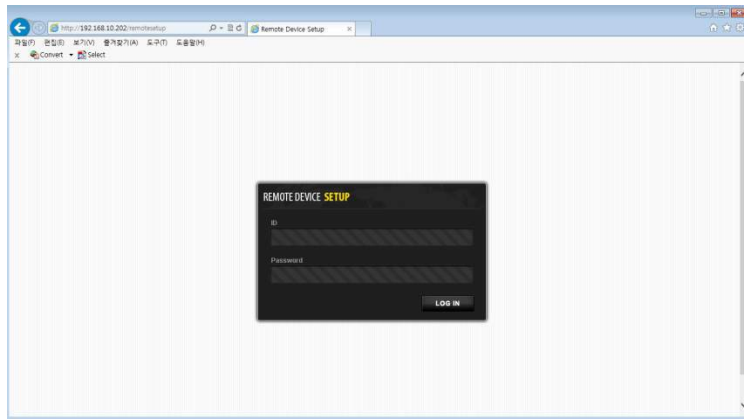 http://192.168.10.202/remotesetup
Remote Device Setup
파일(F) 편집(E) 보기(V) 즐겨찾기(A) 도구(T) 도움말(H)
x Convert Select
REMOTE DEVICE SETUP
ID
Password
LOG IN